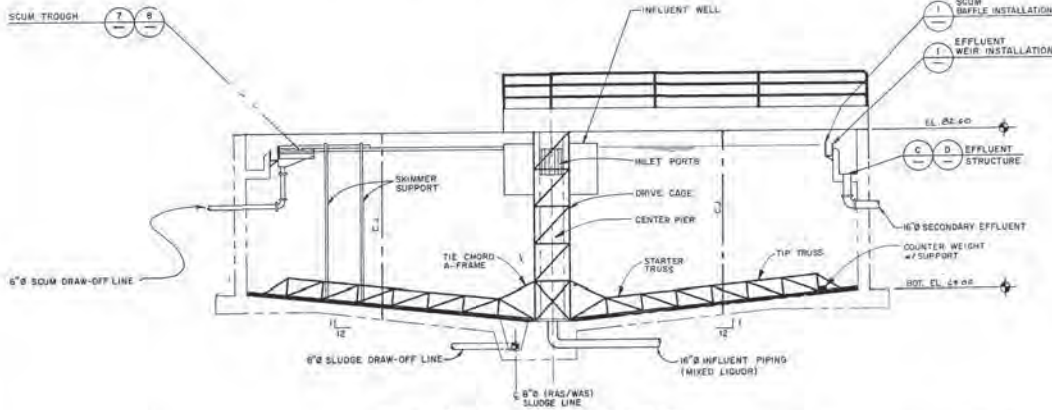 SCUM TROUGH
7
8
INFLUENT WELL
1
SCUM
BAFFLE INSTALLATION
1
EFFLUENT
WEIR INSTALLATION
EL. 82.60
INLET PORTS
C
D
EFFLUENT
STRUCTURE
SKIMMER
SUPPORT
DRIVE CAGE
CENTER PIER
C.J.
C.J.
16"Ø SECONDARY EFFLUENT
COUNTER WEIGHT
w/SUPPORT
TIE CHORD
A-FRAME
STARTER
TRUSS
TIP TRUSS
6"Ø SCUM DRAW-OFF LINE
BOT. EL.
1
12
12
1
8"Ø SLUDGE DRAW-OFF LINE
16"Ø INFLUENT PIPING
(MIXED LIQUOR)
℄ 8"Ø (RAS/WAS)
SLUDGE LINE